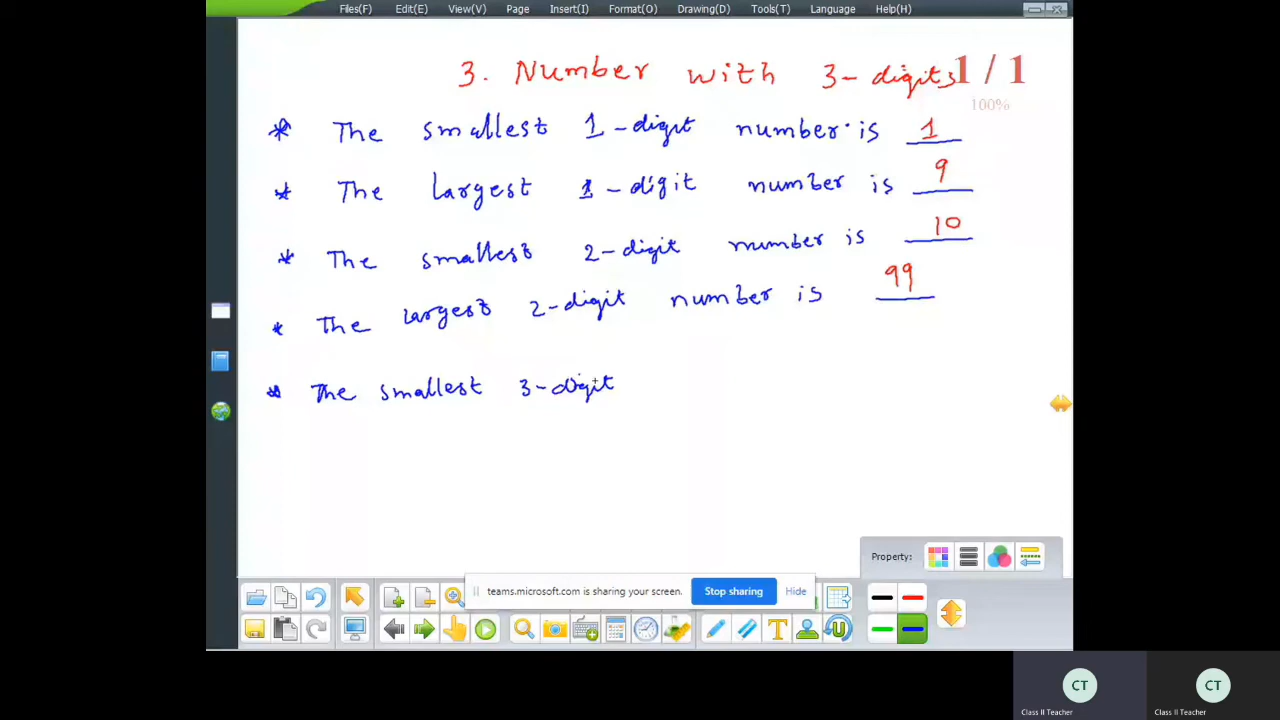 Files(F) Edit(E) View(V) Page Insert(I) Format(O) Drawing(D) Tools(T) Language Help(H)
3. Number with 3-digits
1 / 1
100%
* The smallest 1-digit number is 1
* The largest 1-digit number is 9
* The smallest 2-digit number is 10
* The largest 2-digit number is 99
* The smallest 3-digit
Property:
teams.microsoft.com is sharing your screen. Stop sharing Hide
CT CT
Class II Teacher Class II Teacher